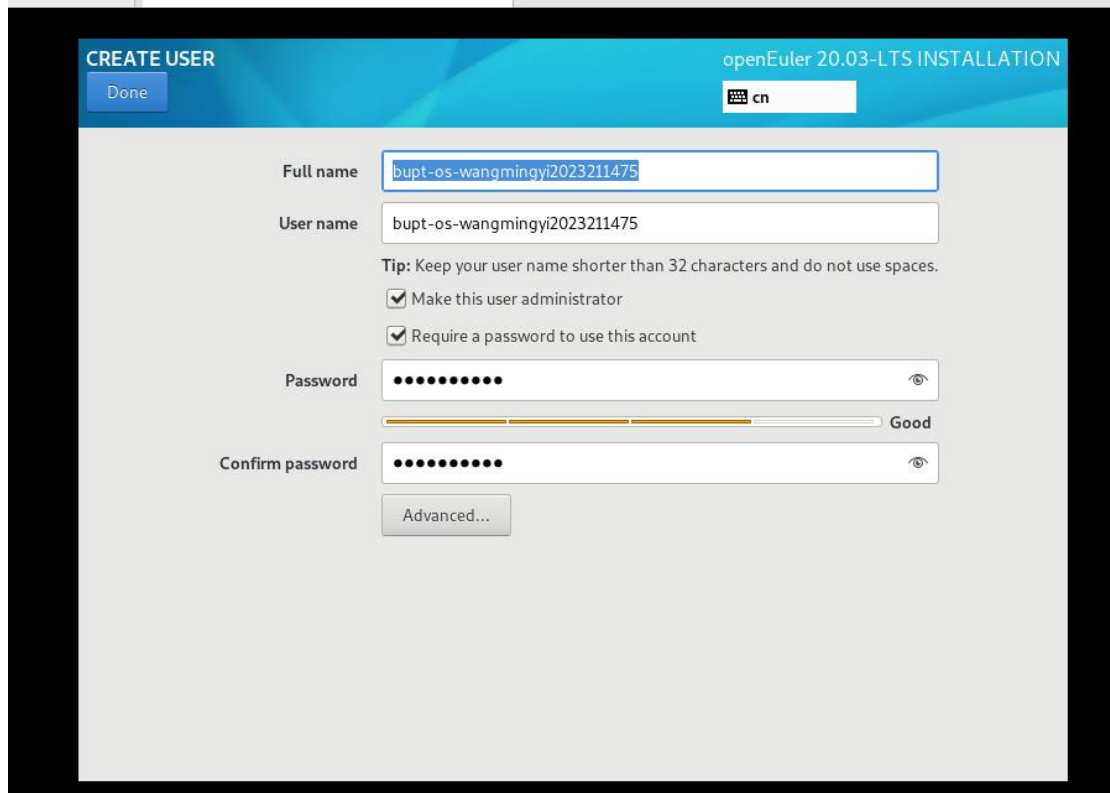 CREATE USER
openEuler 20.03-LTS INSTALLATION
Done
cn
Full name
bupt-os-wangmingyi2023211475
User name
bupt-os-wangmingyi2023211475
Tip: Keep your user name shorter than 32 characters and do not use spaces.
Make this user administrator
Require a password to use this account
Password
●●●●●●●●●●
Good
Confirm password
●●●●●●●●●●
Advanced...